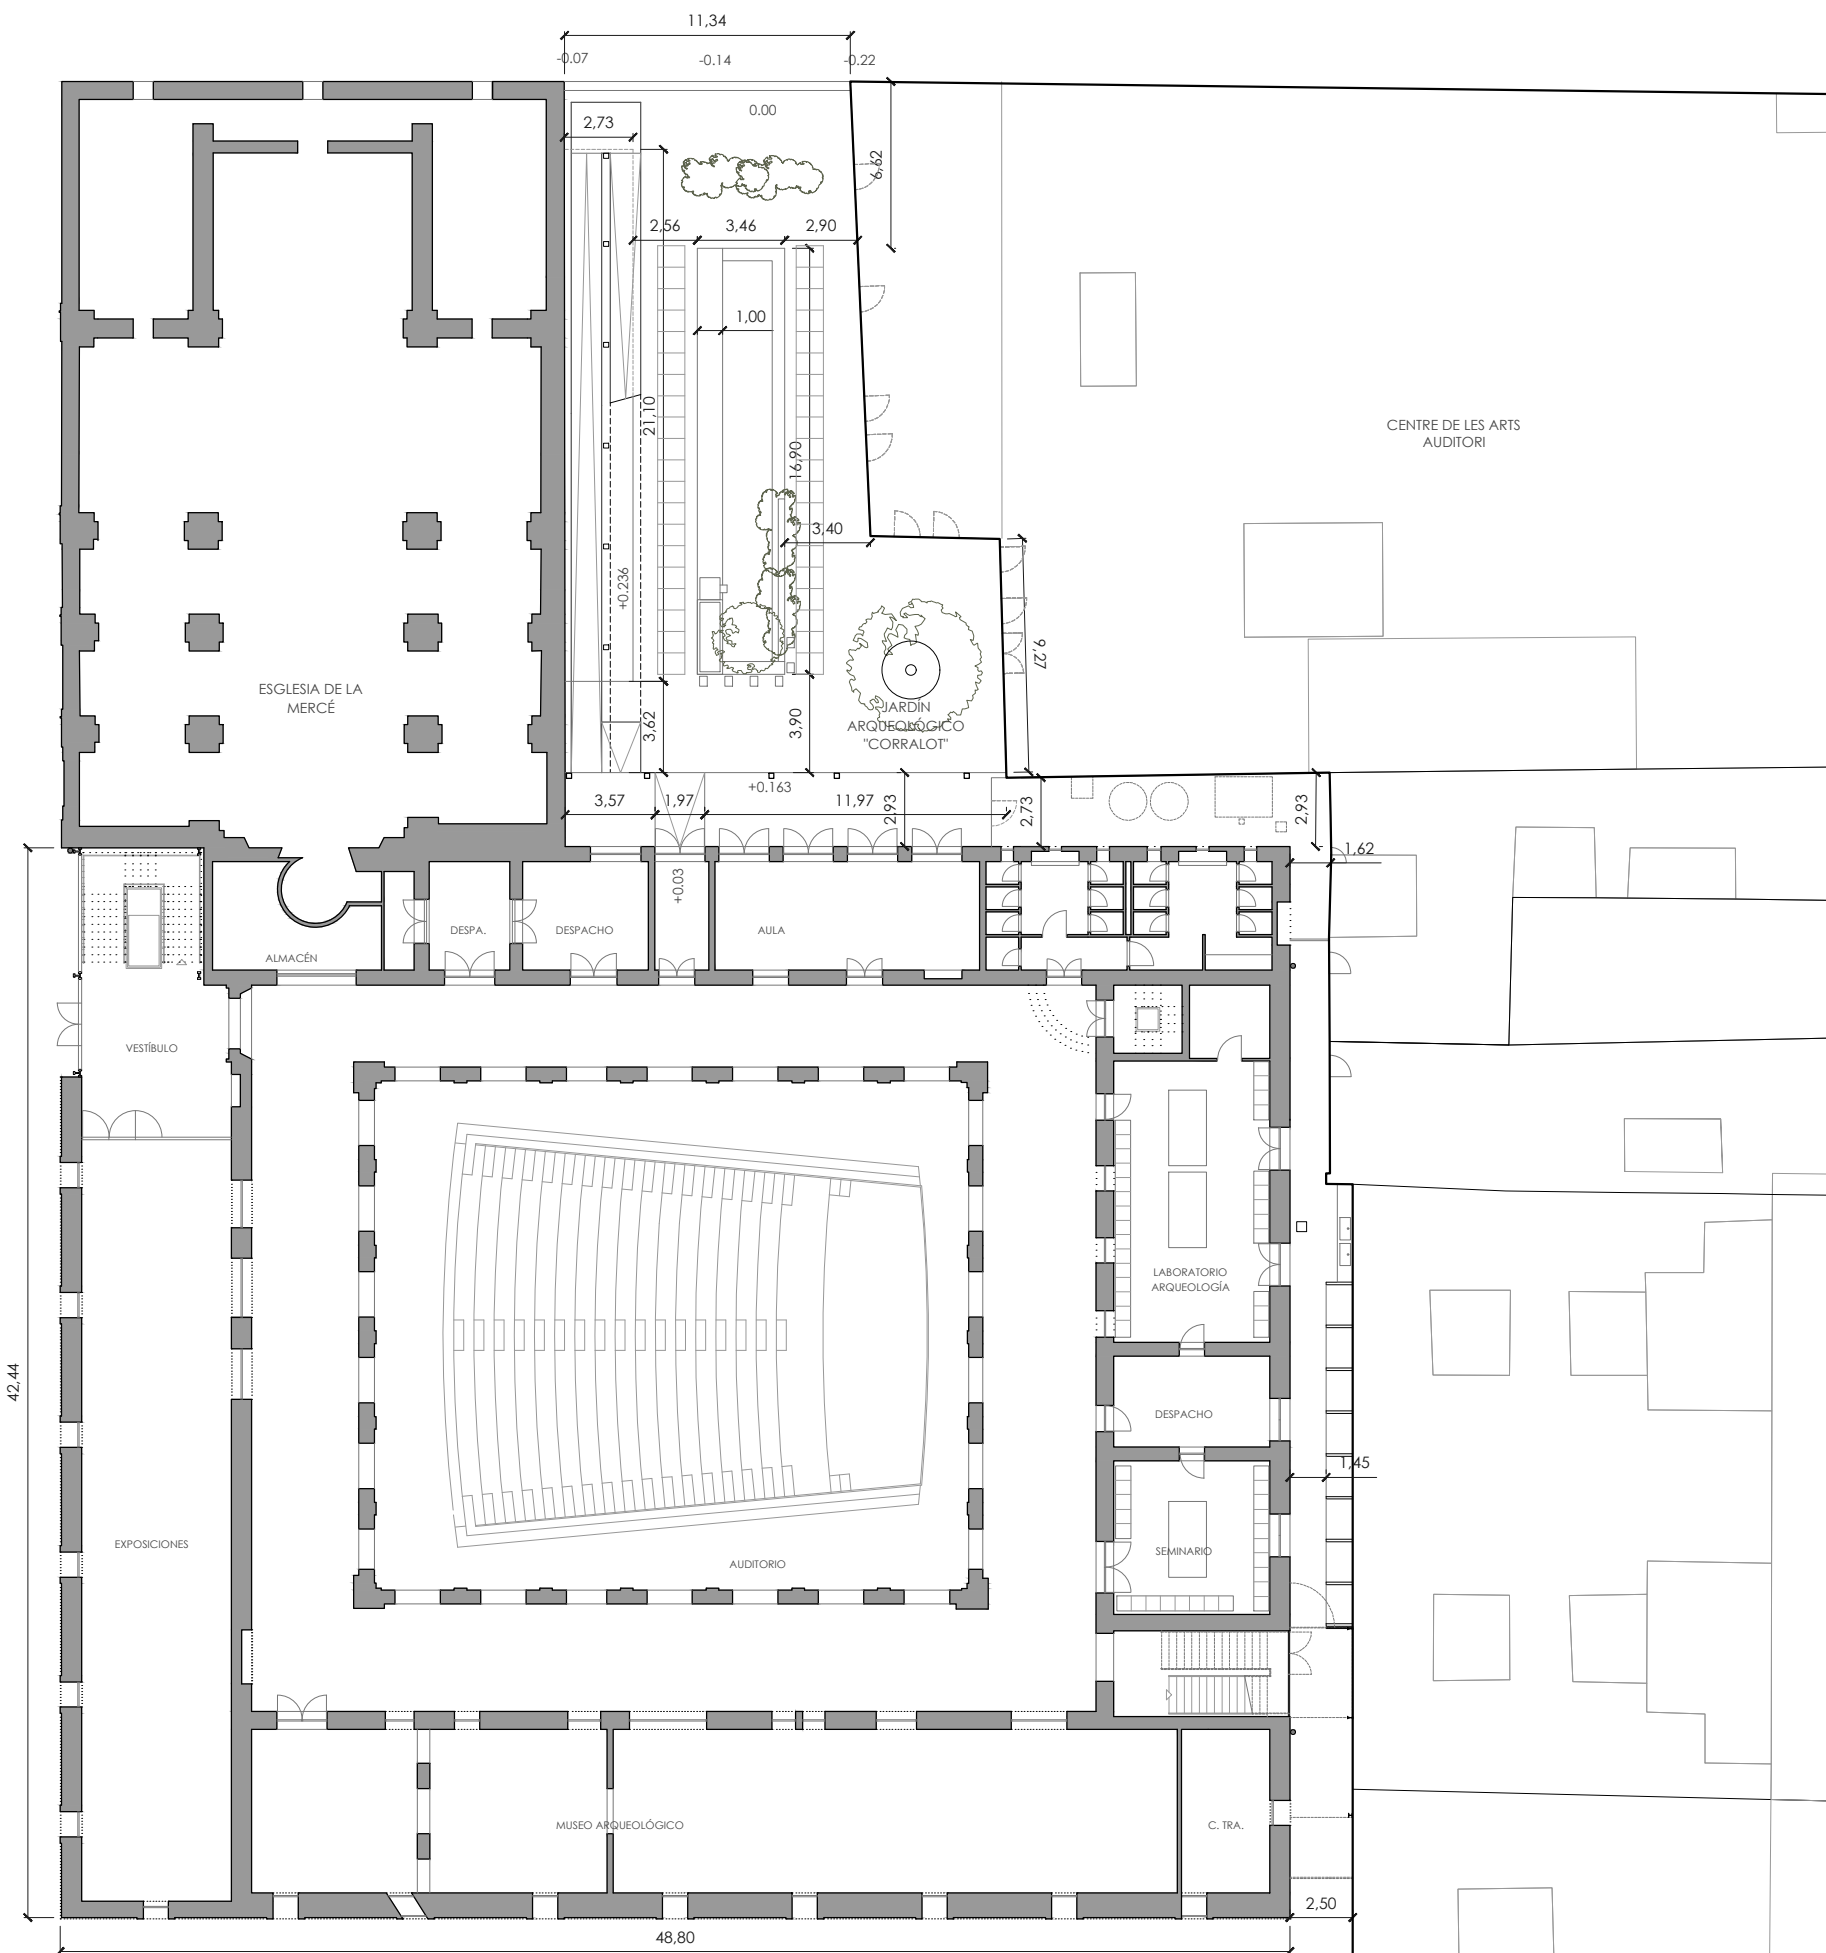 11,34
-0.07
-0.14
-0.22
0.00
2,73
6,62
2,56
3,46
2,90
1,00
21,10
16,90
CENTRE DE LES ARTS
AUDITORI
3,40
+0.236
9,27
ESGLESIA DE LA
MERCÉ
JARDÍN
ARQUEOLÓGICO
"CORRALOT"
3,62
3,90
+0.163
3,57
1,97
11,97
2,93
2,73
2,93
1,62
+0.03
DESPA.
DESPACHO
AULA
ALMACÉN
VESTÍBULO
LABORATORIO
ARQUEOLOGÍA
42,44
DESPACHO
1,45
EXPOSICIONES
SEMINARIO
AUDITORIO
MUSEO ARQUEOLÓGICO
C. TRA.
2,50
48,80